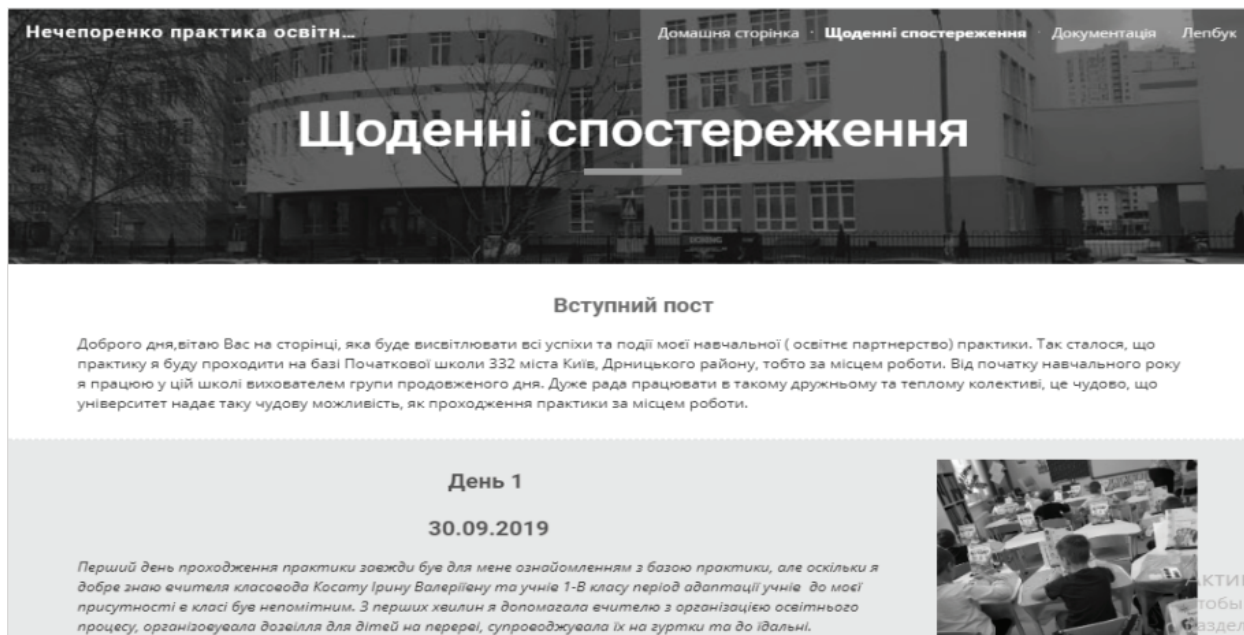 Нечепоренко практика освітн...
Домашня сторінка · Щоденні спостереження · Документація Лепбук
Щоденні спостереження
Вступний пост
Доброго дня,вітаю Вас на сторінці, яка буде висвітлювати всі успіхи та події моєї навчальної ( освітнє партнерство) практики. Так сталося, що
практику я буду проходити на базі Початкової школи 332 міста Київ, Дрницького району, тобто за місцем роботи. Від початку навчального року
я працюю у цій школі вихователем групи продовженого дня. Дуже рада працювати в такому дружньому та теплому колективі, це чудово, що
університет надає таку чудову можливість, як проходження практики за місцем роботи.
День 1
30.09.2019
Перший день проходження практики завжди був для мене ознайомленням з базою практики, але оскільки я
добре знаю вчителя класовода Косату Ірину Валеріївну та учнів 1-В класу період адаптації учнів до моєї
присутності в класі був непомітним. З перших хвилин я допомагала вчителю з організацією освітнього
процесу, організовувала дозвілля для дітей на перерві, супроводжувала їх на гуртки та до їдальні.